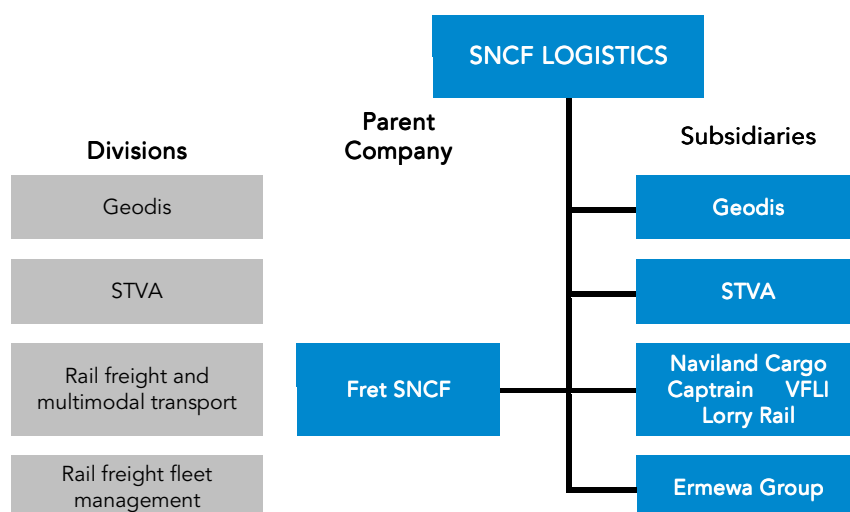 SNCF LOGISTICS
Parent
Company
Divisions
Subsidiaries
Geodis
Geodis
STVA
STVA
Rail freight and
multimodal transport
Fret SNCF
Naviland Cargo
Captrain VFLI
Lorry Rail
Rail freight fleet
management
Ermewa Group